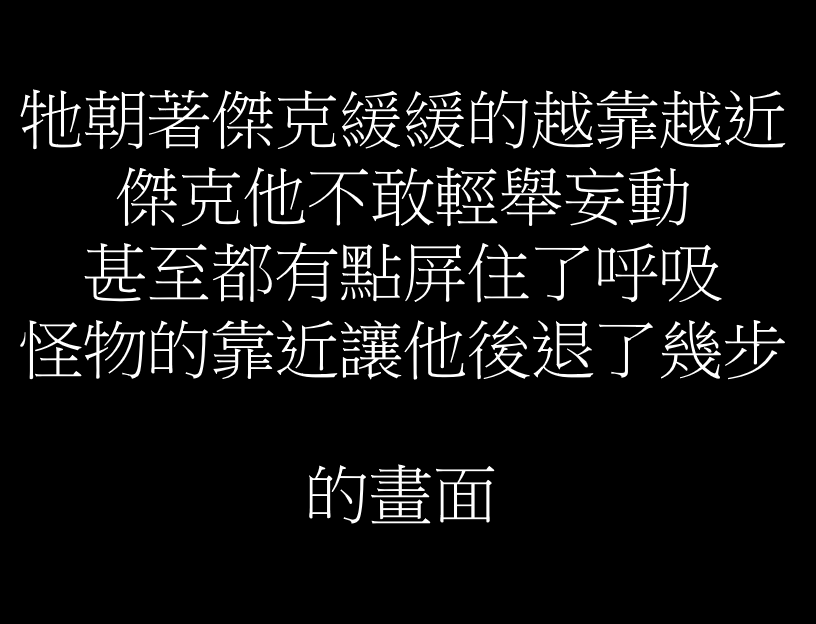 牠朝著傑克緩緩的越靠越近
傑克他不敢輕舉妄動
甚至都有點屏住了呼吸
怪物的靠近讓他後退了幾步
的畫面